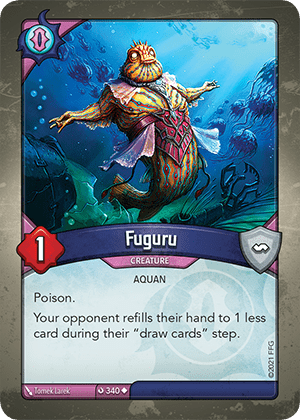 Fuguru
1
CREATURE
AQUAN
Poison.
Your opponent refills their hand to 1 less
card during their “draw cards” step.
Tomek Larek
340
©2021 FFG